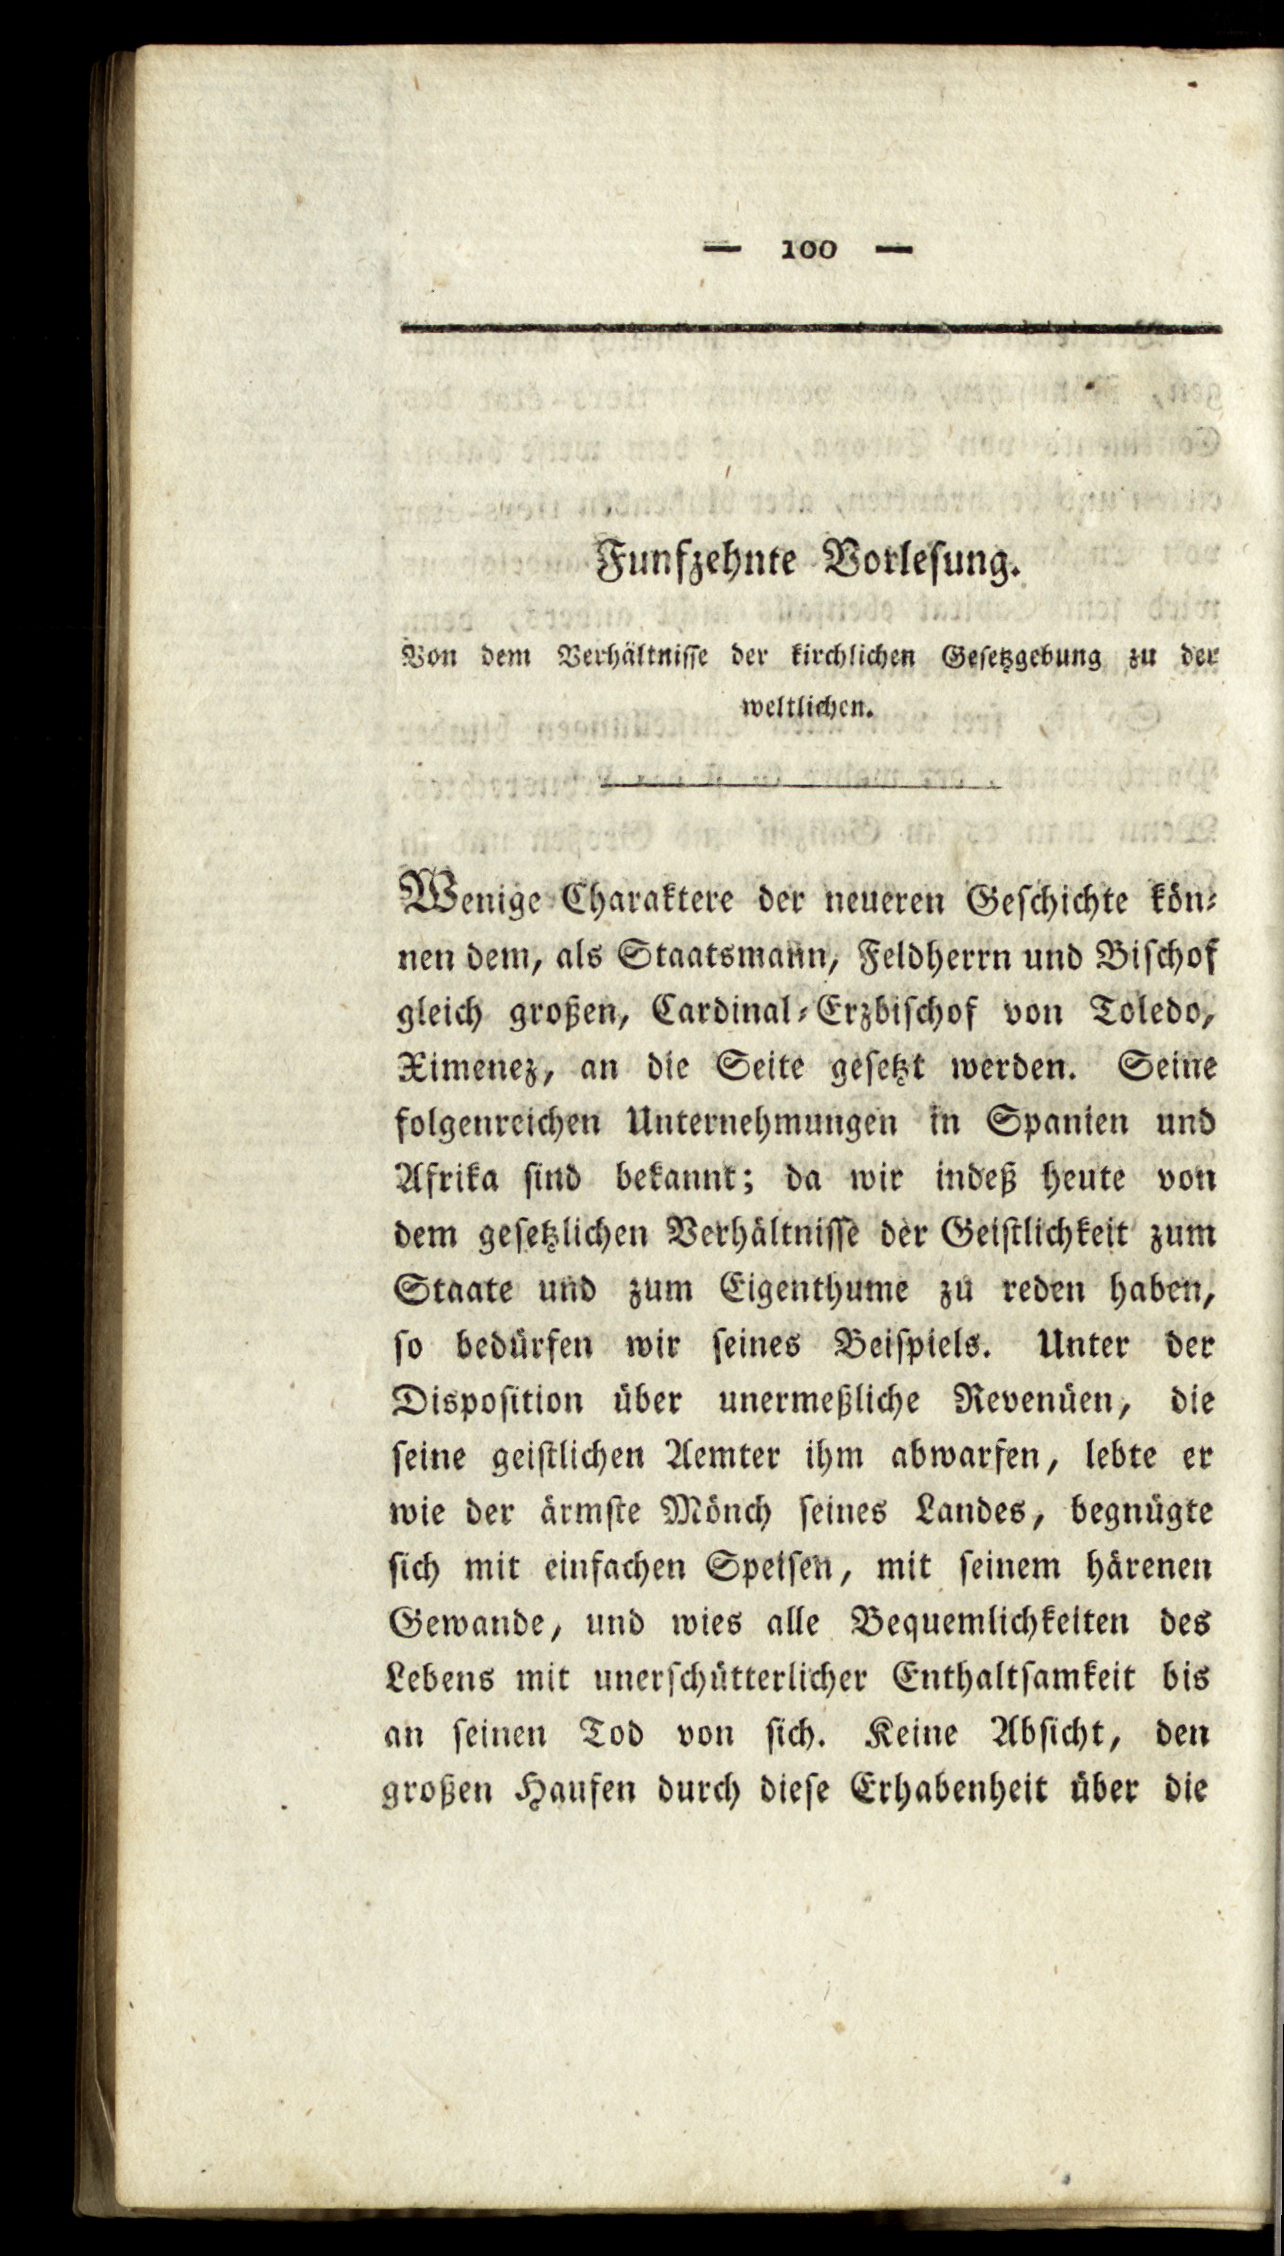 — 100 —
Funfzehnte Vorlesung.
Von dem Verhältnisse der kirchlichen Gesetzgebung zu der
weltlichen.
Wenige Charaktere der neueren Geschichte kön-
nen dem, als Staatsmann, Feldherrn und Bischof
gleich großen, Cardinal-Erzbischof von Toledo,
Ximenez, an die Seite gesetzt werden. Seine
folgenreichen Unternehmungen in Spanien und
Afrika sind bekannt; da wir indeß heute von
dem gesetzlichen Verhältnisse der Geistlichkeit zum
Staate und zum Eigenthume zu reden haben,
so bedürfen wir seines Beispiels. Unter der
Disposition über unermeßliche Revenüen, die
seine geistlichen Aemter ihm abwarfen, lebte er
wie der ärmste Mönch seines Landes, begnügte
sich mit einfachen Speisen, mit seinem härenen
Gewande, und wies alle Bequemlichkeiten des
Lebens mit unerschütterlicher Enthaltsamkeit bis
an seinen Tod von sich. Keine Absicht, den
großen Haufen durch diese Erhabenheit über die